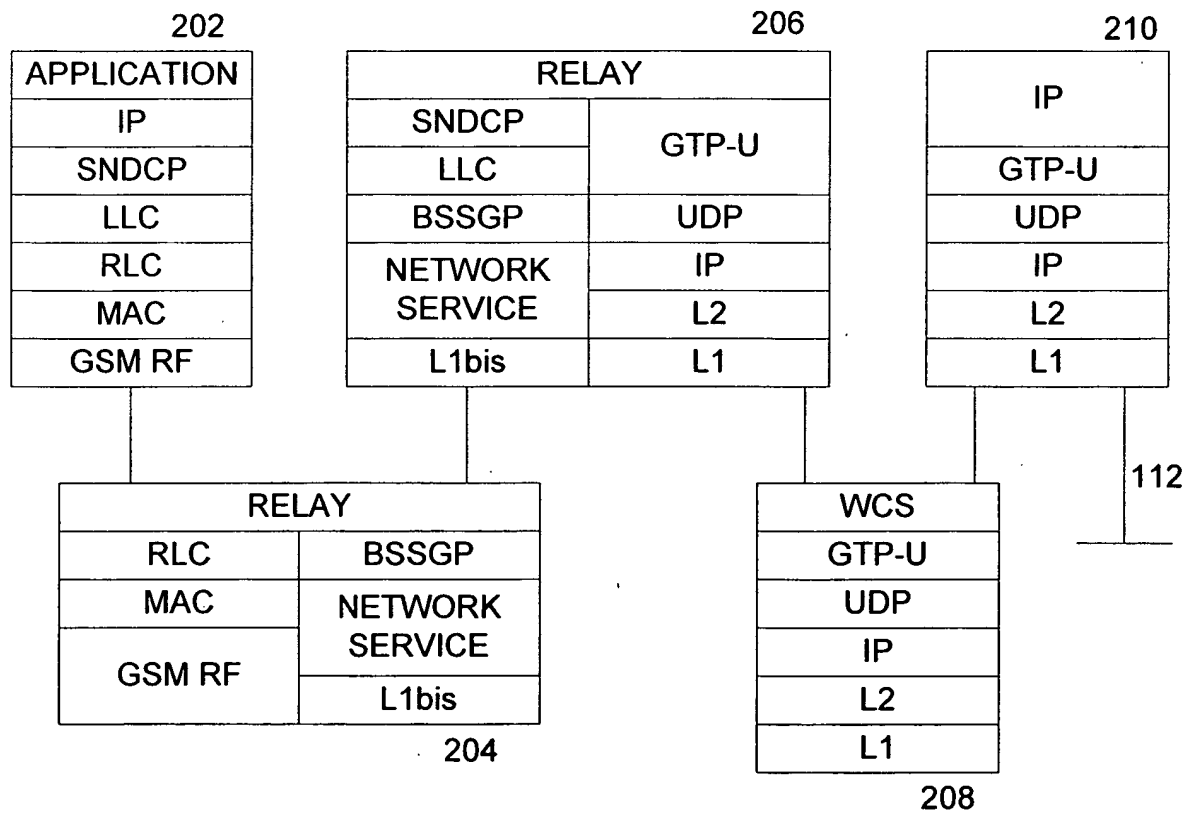 202
APPLICATION
IP
SNDCP
LLC
RLC
MAC
GSM RF
206
RELAY
SNDCP
LLC
BSSGP
NETWORK
SERVICE
L1bis
GTP-U
UDP
IP
L2
L1
210
IP
GTP-U
UDP
IP
L2
L1
112
RELAY
RLC
MAC
GSM RF
BSSGP
NETWORK
SERVICE
L1bis
204
WCS
GTP-U
UDP
IP
L2
L1
208